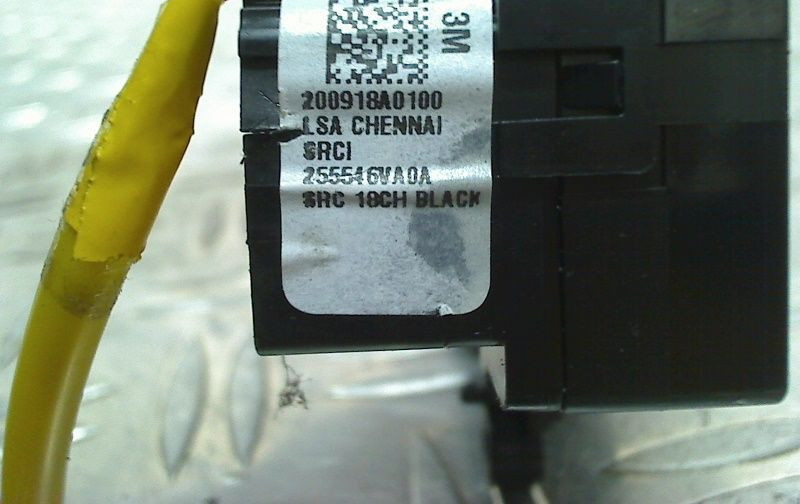 3M
200918A0100
LSA CHENNAI
SRCI
255546VA0A
SRC 18CH BLACK